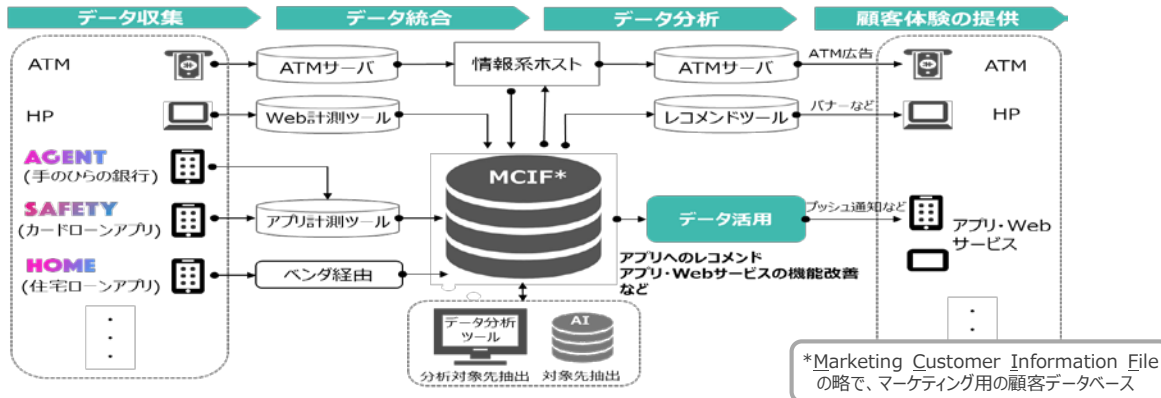 データ収集
データ統合
データ分析
顧客体験の提供
ATM
ATMサーバ
情報系ホスト
ATMサーバ
ATM広告
ATM
HP
Web計測ツール
レコメンドツール
バナーなど
HP
AGENT
(手のひらの銀行)
MCIF*
SAFETY
(カードローンアプリ)
アプリ計測ツール
データ活用
プッシュ通知など
アプリ・Web
サービス
HOME
(住宅ローンアプリ)
ベンダ経由
アプリへのレコメンド
アプリ・Webサービスの機能改善
など
データ分析
ツール
AI
分析対象先抽出
対象先抽出
*Marketing Customer Information File
の略で、マーケティング用の顧客データベース